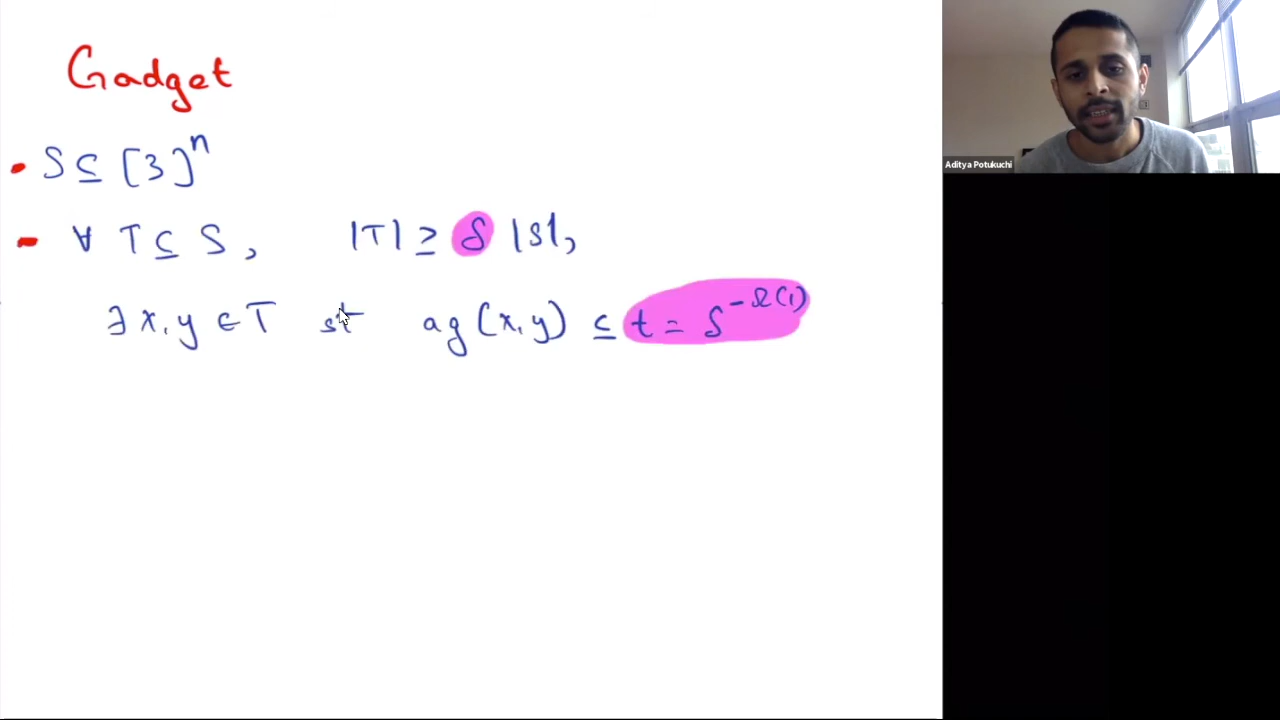 Gadget
• S ⊆ [3]ⁿ
- ∀ T ⊆ S, |T| ≥ δ |S|,
∃ x, y ∈ T st ag(x, y) ≤ t = δ^{-Ω(1)}
Aditya Potukuchi